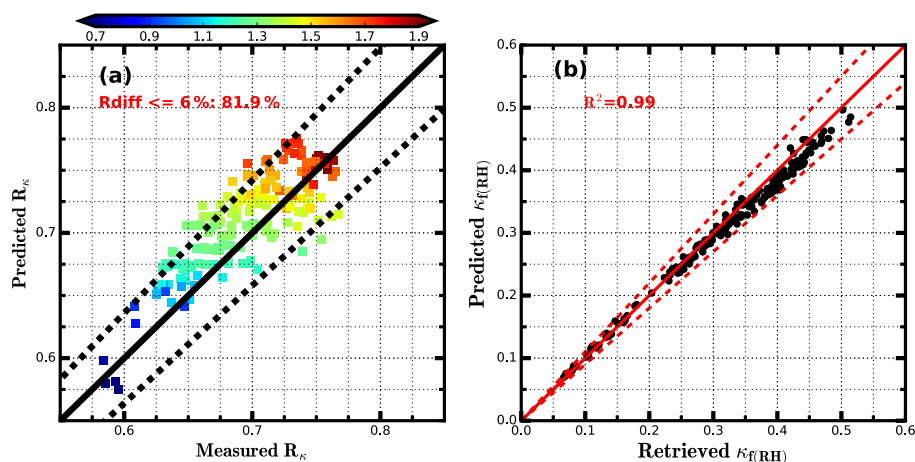 0.7 0.9 1.1 1.3 1.5 1.7 1.9
(a)
Rdiff <= 6%: 81.9%
0.8
0.7
0.6
Predicted Rκ
0.6 0.7 0.8
Measured Rκ
(b)
R²=0.99
0.6
0.5
0.4
0.3
0.2
0.1
0.0
Predicted κf(RH)
0.0 0.1 0.2 0.3 0.4 0.5 0.6
Retrieved κf(RH)